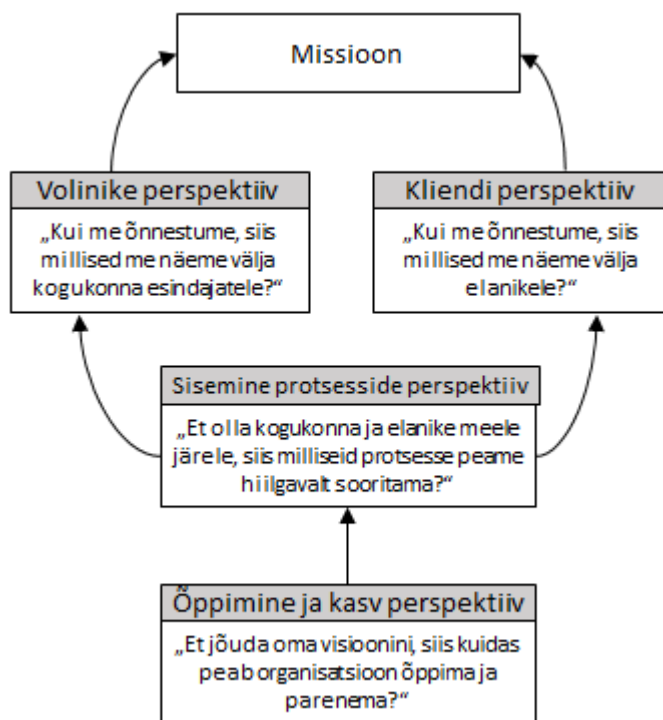 Missioon
Volinike perspektiiv
„Kui me õnnestume, siis
millised me näeme välja
kogukonna esindajatele?“
Kliendi perspektiiv
„Kui me õnnestume, siis
millised me näeme välja
elanikele?“
Sisemine protsesside perspektiiv
„Et olla kogukonna ja elanike meele
järele, siis milliseid protsesse peame
hiilgavalt sooritama?“
Õppimine ja kasv perspektiiv
„Et jõuda oma visioonini, siis kuidas
peab organisatsioon õppima ja
parenema?“